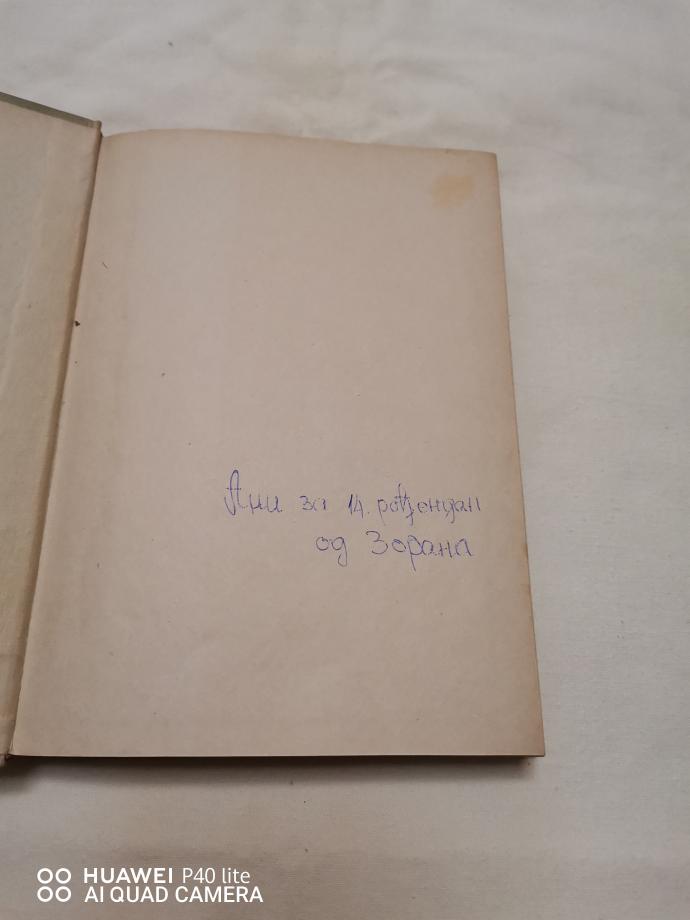 Ани за 14. рођендан
од Зорана
HUAWEI P40 lite
AI QUAD CAMERA